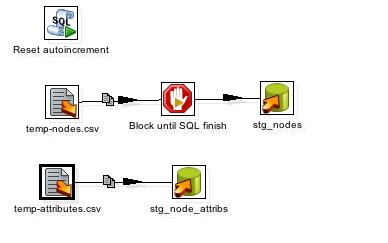 SQL
Reset autoincrement
temp-nodes.csv
Block until SQL finish
stg_nodes
temp-attributes.csv
stg_node_attribs